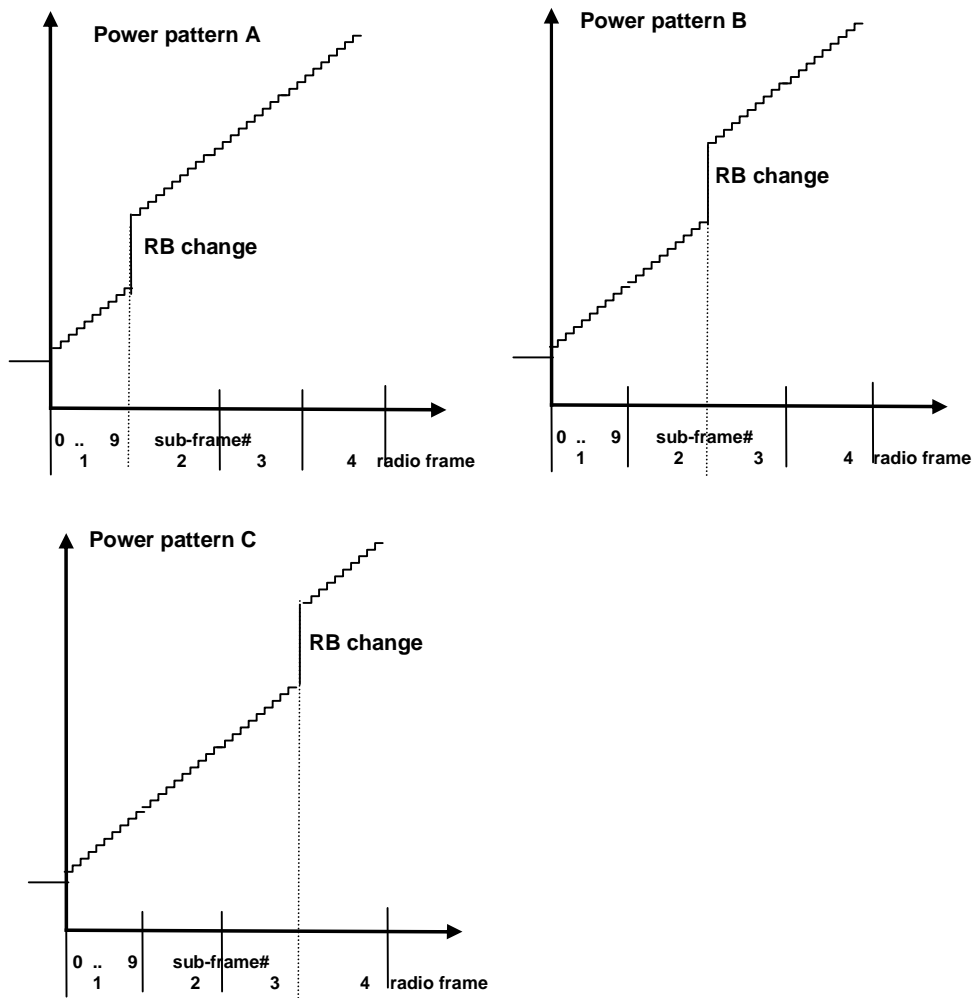 Power pattern A
RB change
0 .. 9 sub-frame#
1 2 3 4 radio frame
Power pattern B
RB change
0 .. 9 sub-frame#
1 2 3 4 radio frame
Power pattern C
RB change
0 .. 9 sub-frame#
1 2 3 4 radio frame